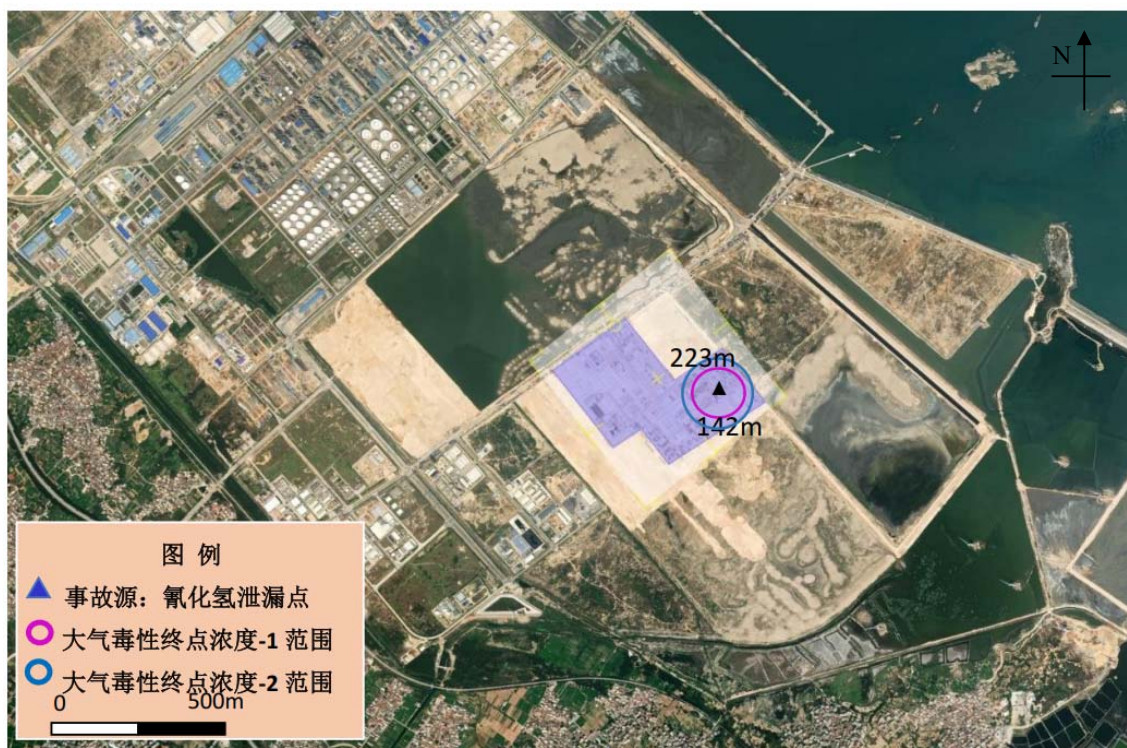 N
223m
142m
图 例
事故源：氰化氢泄漏点
大气毒性终点浓度-1 范围
大气毒性终点浓度-2 范围
0 500m